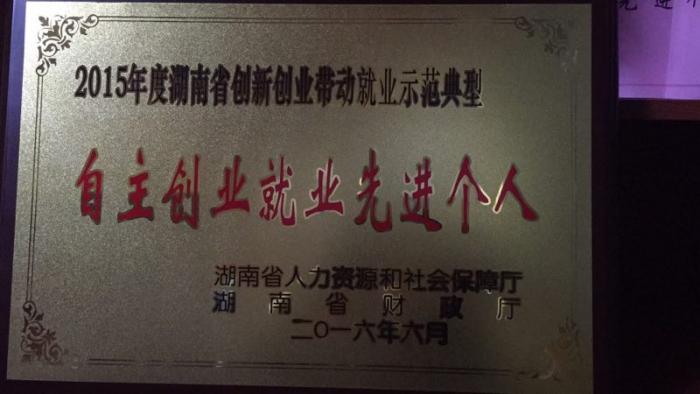 2015年度湖南省创新创业带动就业示范典型
自主创业就业先进个人
湖南省人力资源和社会保障厅
湖南省财政厅
二〇一六年六月
先进个